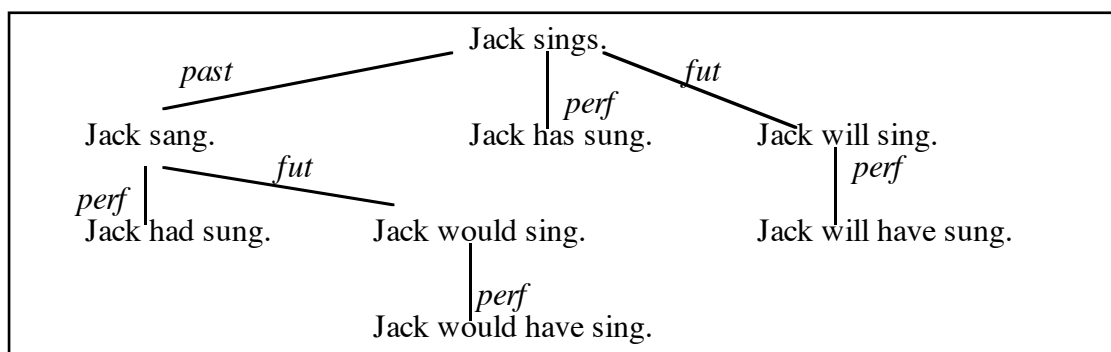 Jack sings.
past
fut
perf
Jack sang.
Jack has sung.
Jack will sing.
fut
perf
perf
Jack had sung.
Jack would sing.
Jack will have sung.
perf
Jack would have sing.